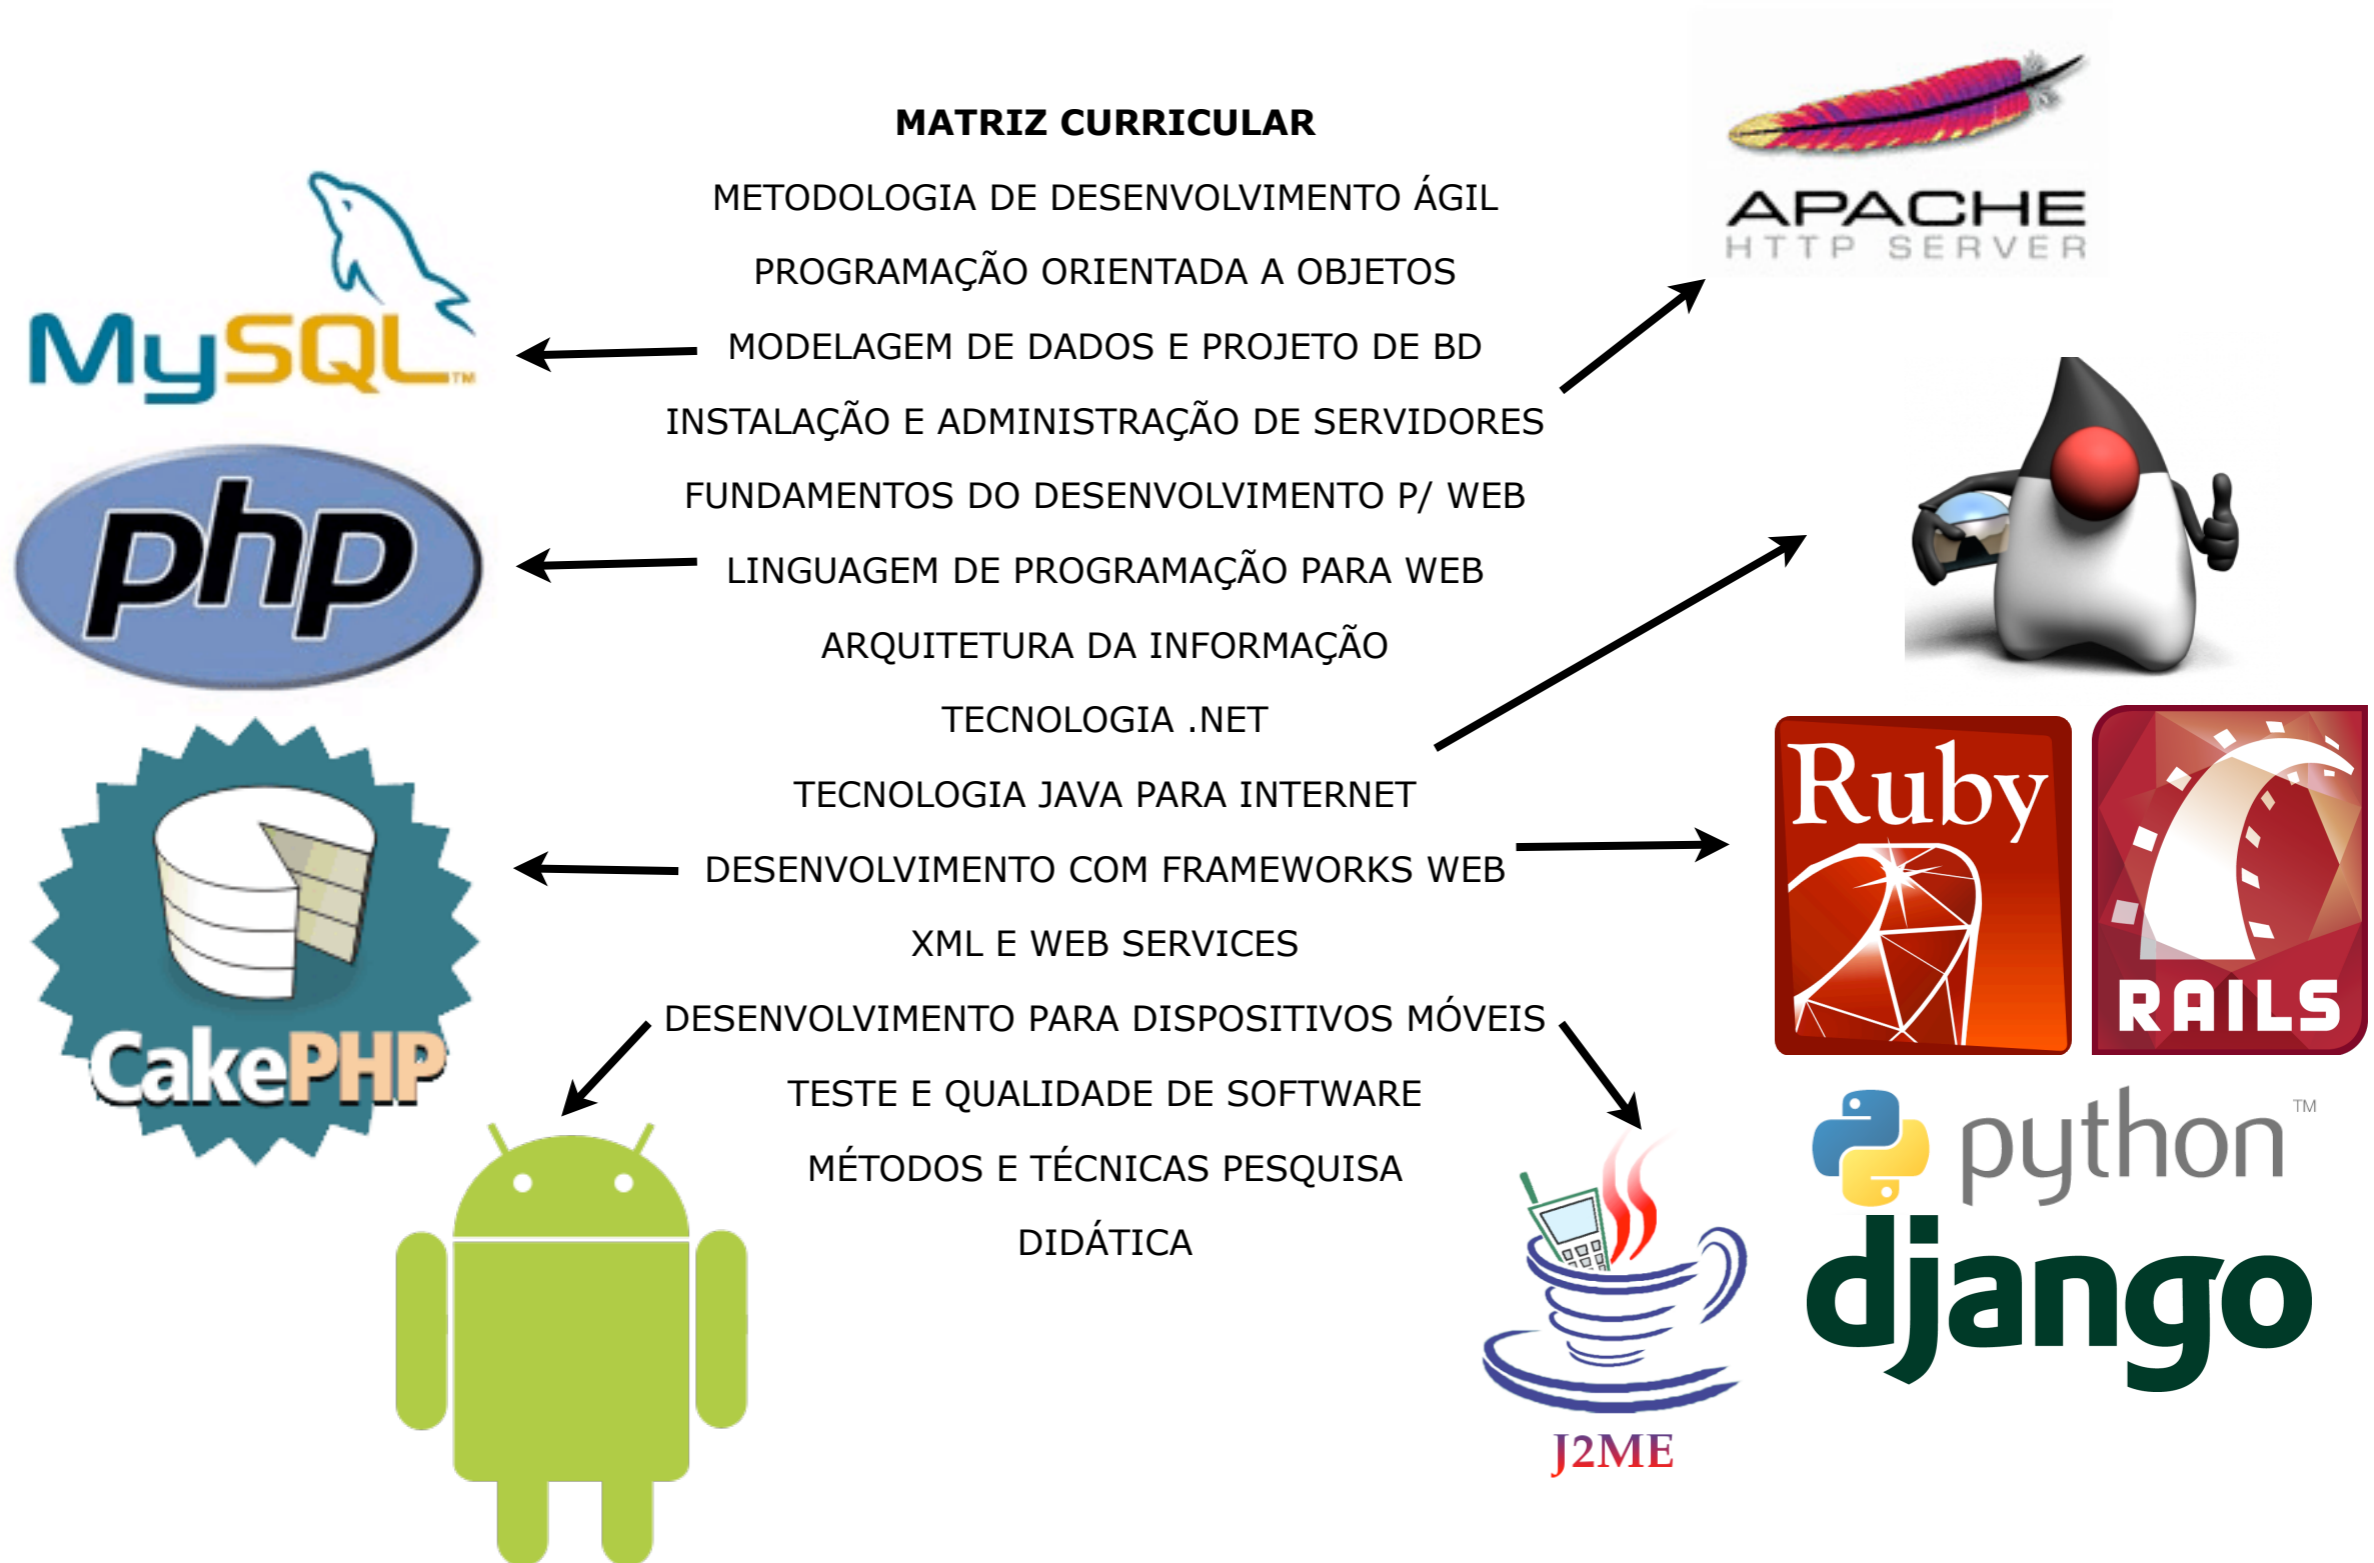 MATRIZ CURRICULAR
METODOLOGIA DE DESENVOLVIMENTO ÁGIL
PROGRAMAÇÃO ORIENTADA A OBJETOS
MODELAGEM DE DADOS E PROJETO DE BD
INSTALAÇÃO E ADMINISTRAÇÃO DE SERVIDORES
FUNDAMENTOS DO DESENVOLVIMENTO P/ WEB
LINGUAGEM DE PROGRAMAÇÃO PARA WEB
ARQUITETURA DA INFORMAÇÃO
TECNOLOGIA .NET
TECNOLOGIA JAVA PARA INTERNET
DESENVOLVIMENTO COM FRAMEWORKS WEB
XML E WEB SERVICES
DESENVOLVIMENTO PARA DISPOSITIVOS MÓVEIS
TESTE E QUALIDADE DE SOFTWARE
MÉTODOS E TÉCNICAS PESQUISA
DIDÁTICA
MySQL™
php
CakePHP
APACHE
HTTP SERVER
Ruby
RAILS
python™
django
J2ME